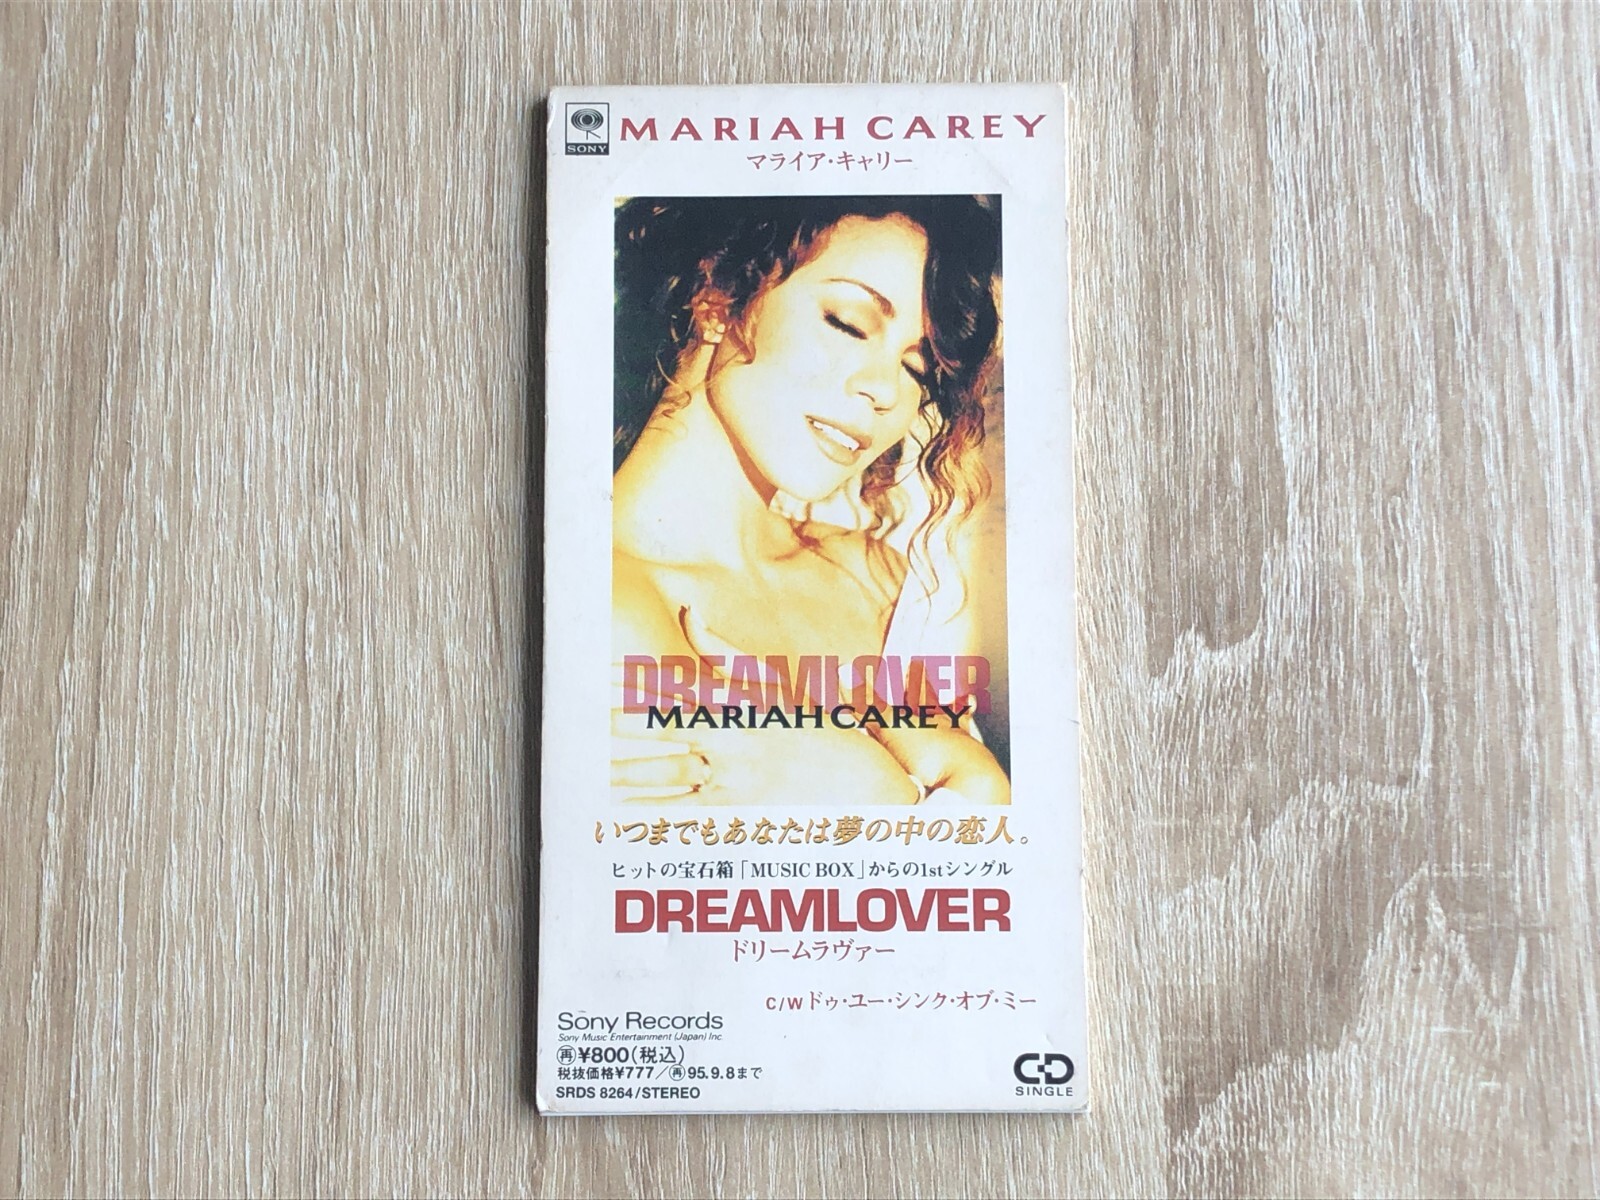 SONY
MARIAH CAREY
マライア・キャリー
DREAMLOVER
MARIAH CAREY
いつまでもあなたは夢の中の恋人。
ヒットの宝石箱「MUSIC BOX」からの1stシングル
DREAMLOVER
ドリームラヴァー
C/W ドゥ・ユー・シンク・オブ・ミー
Sony Records
Sony Music Entertainment (Japan) Inc.
㊢¥800(税込)
税抜価格¥777/㊢95.9.8まで
SRDS 8264/STEREO
CD
SINGLE